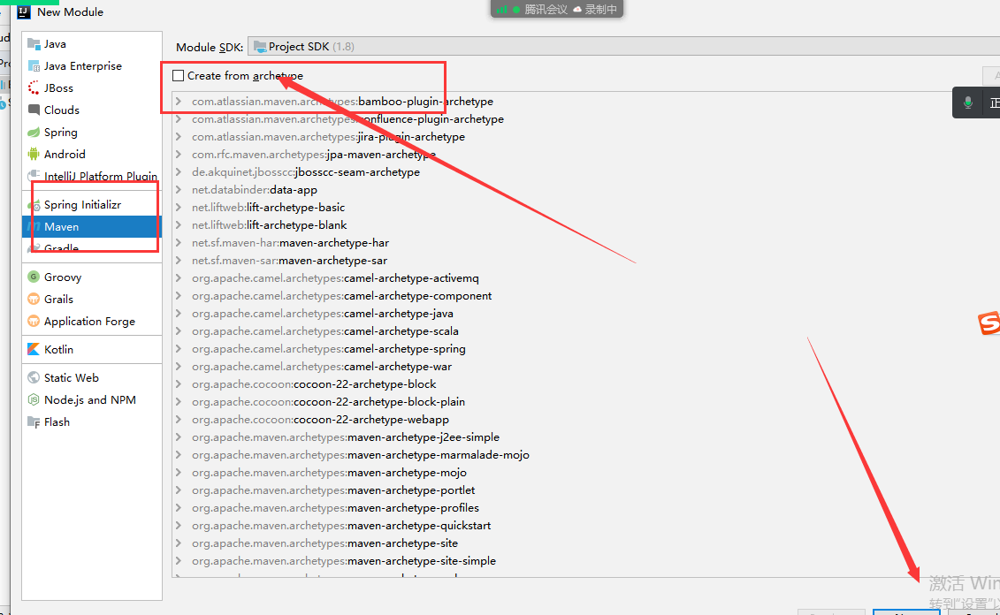 New Module
腾讯会议 录制中
Java
Java Enterprise
JBoss
Clouds
Spring
Android
IntelliJ Platform Plugin
Spring Initializr
Maven
Gradle
Groovy
Grails
Application Forge
Kotlin
Static Web
Node.js and NPM
Flash
Module SDK: Project SDK (1.8)
Create from archetype
com.atlassian.maven.archetypes:bamboo-plugin-archetype
com.atlassian.maven.archetypes:confluence-plugin-archetype
com.atlassian.maven.archetypes:jira-plugin-archetype
com.rfc.maven.archetypes:jpa-maven-archetype
de.akquinet.jbosscc:jbosscc-seam-archetype
net.databinder:data-app
net.liftweb:lift-archetype-basic
net.liftweb:lift-archetype-blank
net.sf.maven-har:maven-archetype-har
net.sf.maven-sar:maven-archetype-sar
org.apache.camel.archetypes:camel-archetype-activemq
org.apache.camel.archetypes:camel-archetype-component
org.apache.camel.archetypes:camel-archetype-java
org.apache.camel.archetypes:camel-archetype-scala
org.apache.camel.archetypes:camel-archetype-spring
org.apache.camel.archetypes:camel-archetype-war
org.apache.cocoon:cocoon-22-archetype-block
org.apache.cocoon:cocoon-22-archetype-block-plain
org.apache.cocoon:cocoon-22-archetype-webapp
org.apache.maven.archetypes:maven-archetype-j2ee-simple
org.apache.maven.archetypes:maven-archetype-marmalade-mojo
org.apache.maven.archetypes:maven-archetype-mojo
org.apache.maven.archetypes:maven-archetype-portlet
org.apache.maven.archetypes:maven-archetype-profiles
org.apache.maven.archetypes:maven-archetype-quickstart
org.apache.maven.archetypes:maven-archetype-site
org.apache.maven.archetypes:maven-archetype-site-simple
正
激活 Win
转到"设置"以